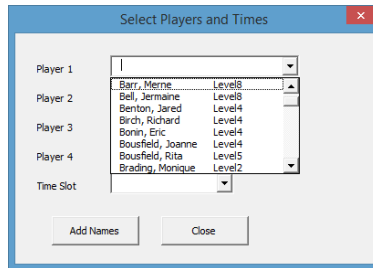 Select Players and Times
Player 1
Barr, Merne Level8
Bell, Jermaine Level8
Player 2
Benton, Jared Level4
Birch, Richard Level4
Player 3
Bonin, Eric Level4
Bousfield, Joanne Level4
Player 4
Bousfield, Rita Level5
Brading, Monique Level2
Time Slot
Add Names Close